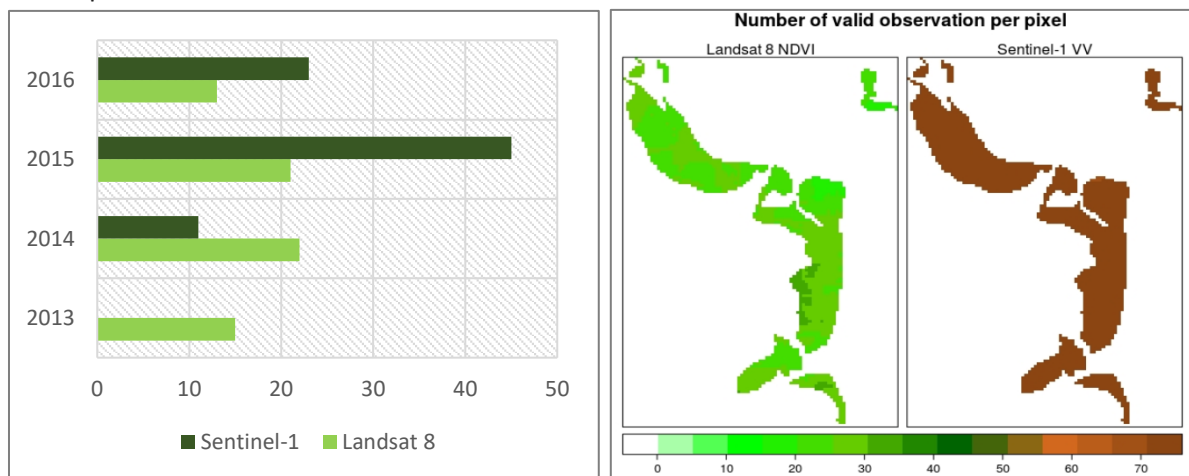 2016
2015
2014
2013
0 10 20 30 40 50
Sentinel-1 Landsat 8
Number of valid observation per pixel
Landsat 8 NDVI Sentinel-1 VV
0 10 20 30 40 50 60 70